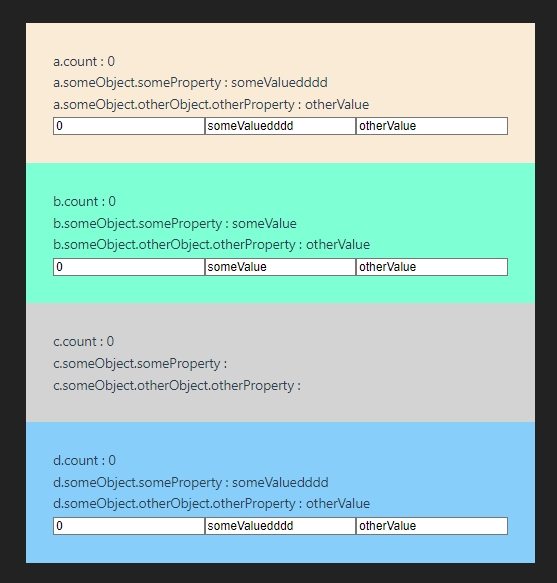 a.count : 0
a.someObject.someProperty : someValuedddd
a.someObject.otherObject.otherProperty : otherValue
0 someValuedddd otherValue
b.count : 0
b.someObject.someProperty : someValue
b.someObject.otherObject.otherProperty : otherValue
0 someValue otherValue
c.count : 0
c.someObject.someProperty :
c.someObject.otherObject.otherProperty :
d.count : 0
d.someObject.someProperty : someValuedddd
d.someObject.otherObject.otherProperty : otherValue
0 someValuedddd otherValue